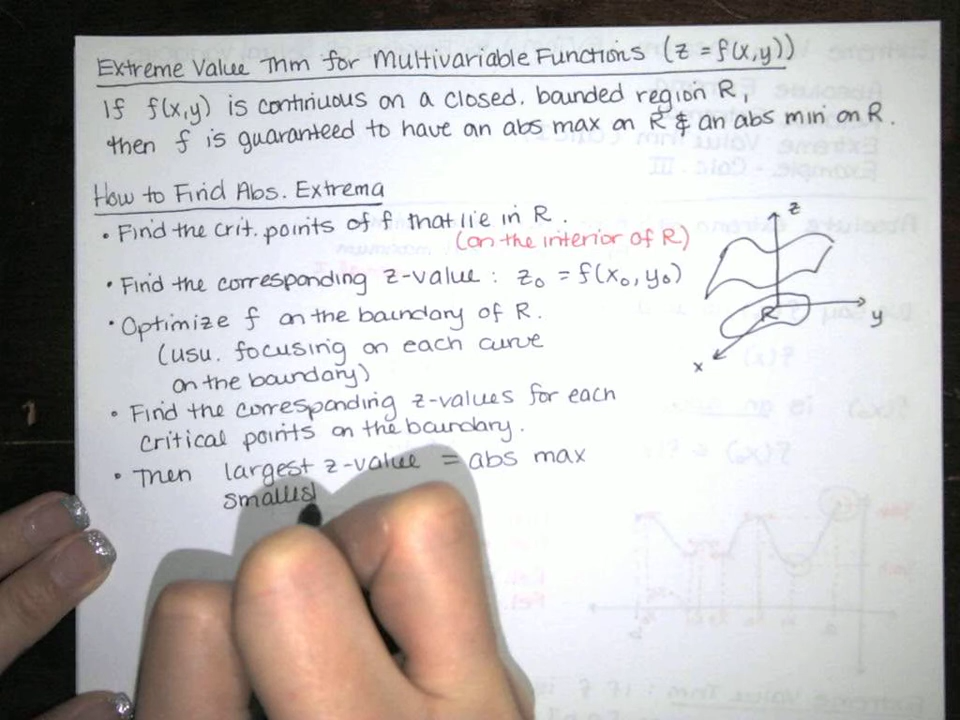 Extreme Value Thm for Multivariable Functions (z = f(x,y))
If f(x,y) is continuous on a closed, bounded region R,
then f is guaranteed to have an abs max on R & an abs min on R.
How to Find Abs. Extrema
• Find the crit. points of f that lie in R.
(on the interior of R)
• Find the corresponding z-value : z₀ = f(x₀, y₀)
• Optimize f on the boundary of R.
(usu. focusing on each curve
on the boundary)
• Find the corresponding z-values for each
critical points on the boundary.
• Then largest z-value = abs max
smallest
z
R
y
x